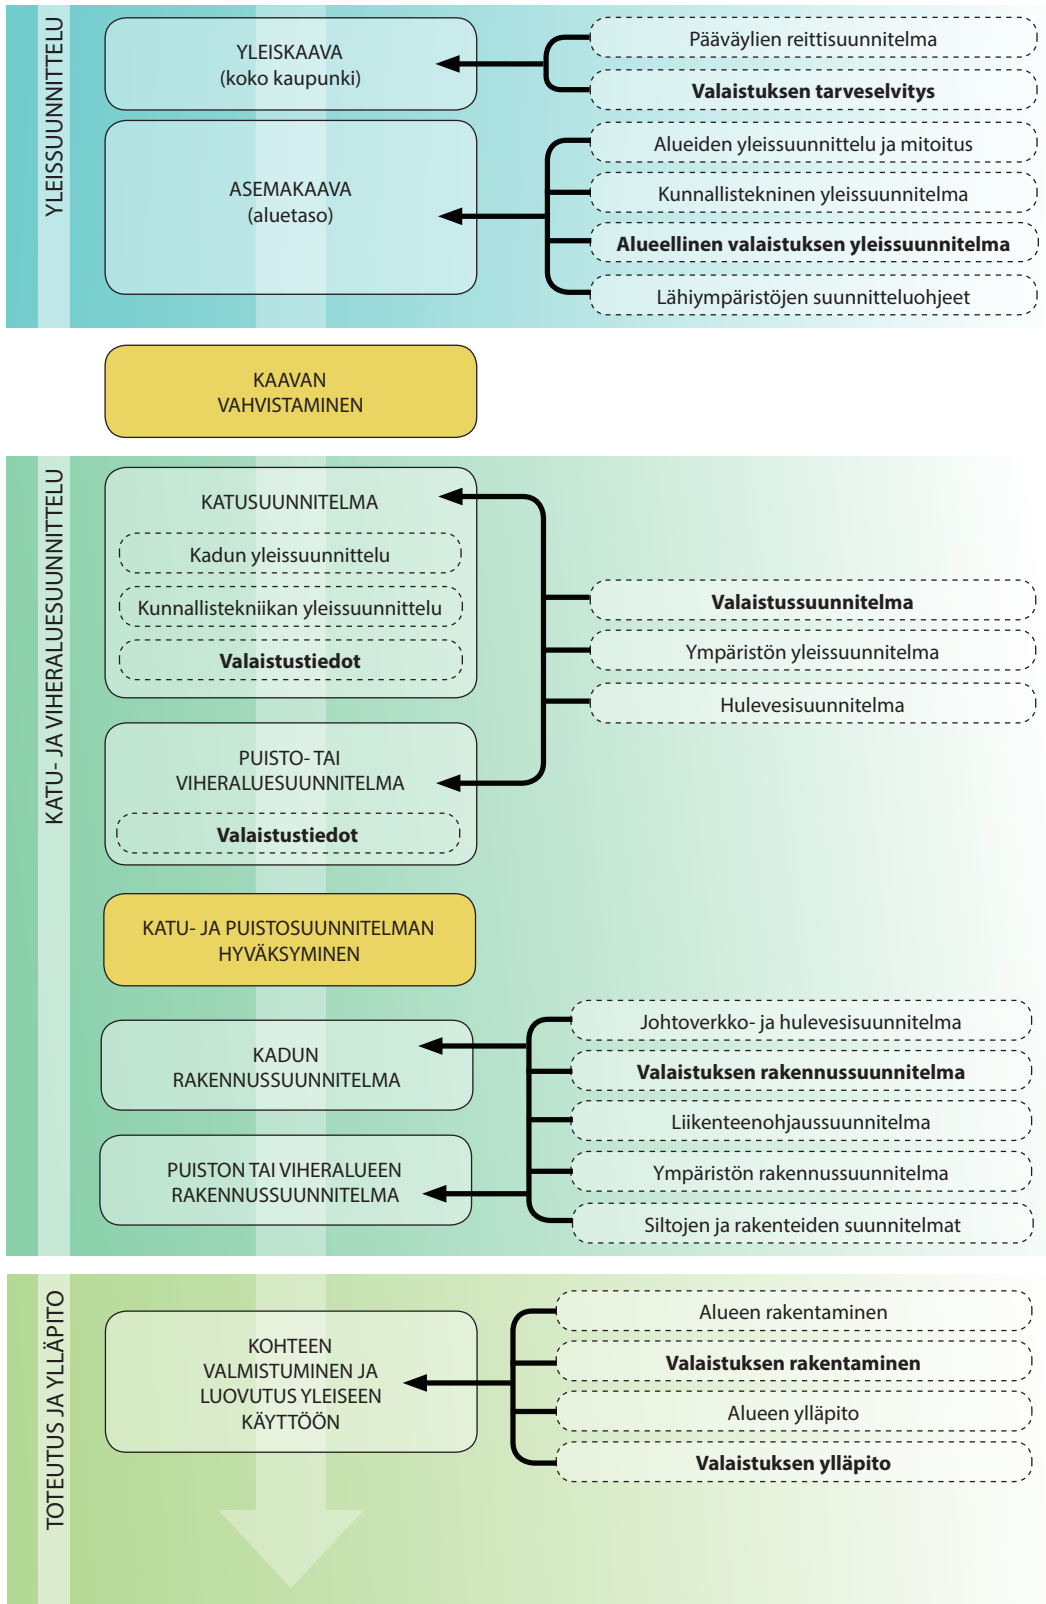 YLEISSUUNNITTELU
YLEISKAAVA
(koko kaupunki)
Pääväylien reittisuunnitelma
Valaistuksen tarveselvitys
ASEMAKAAVA
(aluetaso)
Alueiden yleissuunnittelu ja mitoitus
Kunnallistekninen yleissuunnitelma
Alueellinen valaistuksen yleissuunnitelma
Lähiympäristöjen suunnitteluohjeet
KAAVAN
VAHVISTAMINEN
KATU- JA VIHERALUESUUNNITTELU
KATUSUUNNITELMA
Kadun yleissuunnittelu
Kunnallistekniikan yleissuunnittelu
Valaistustiedot
Valaistussuunnitelma
Ympäristön yleissuunnitelma
Hulevesisuunnitelma
PUISTO- TAI
VIHERALUESUUNNITELMA
Valaistustiedot
KATU- JA PUISTOSUUNNITELMAN
HYVÄKSYMINEN
KADUN
RAKENNUSSUUNNITELMA
PUISTON TAI VIHERALUEEN
RAKENNUSSUUNNITELMA
Johtoverkko- ja hulevesisuunnitelma
Valaistuksen rakennussuunnitelma
Liikenteenohjaussuunnitelma
Ympäristön rakennussuunnitelma
Siltojen ja rakenteiden suunnitelmat
TOTEUTUS JA YLLÄPITO
KOHTEEN
VALMISTUMINEN JA
LUOVUTUS YLEISEEN
KÄYTTÖÖN
Alueen rakentaminen
Valaistuksen rakentaminen
Alueen ylläpito
Valaistuksen ylläpito